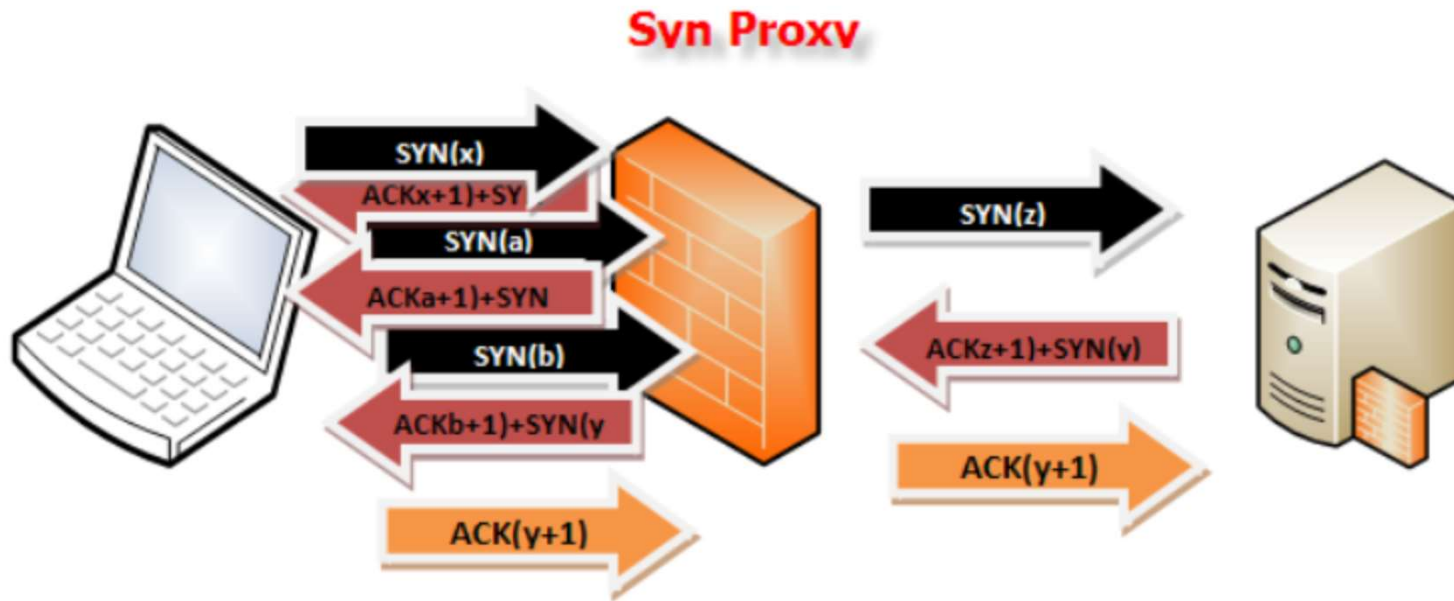 Syn Proxy
SYN(x)
ACKx+1)+SY
SYN(a)
ACKa+1)+SYN
SYN(b)
ACKb+1)+SYN(y
ACK(y+1)
SYN(z)
ACKz+1)+SYN(y)
ACK(y+1)